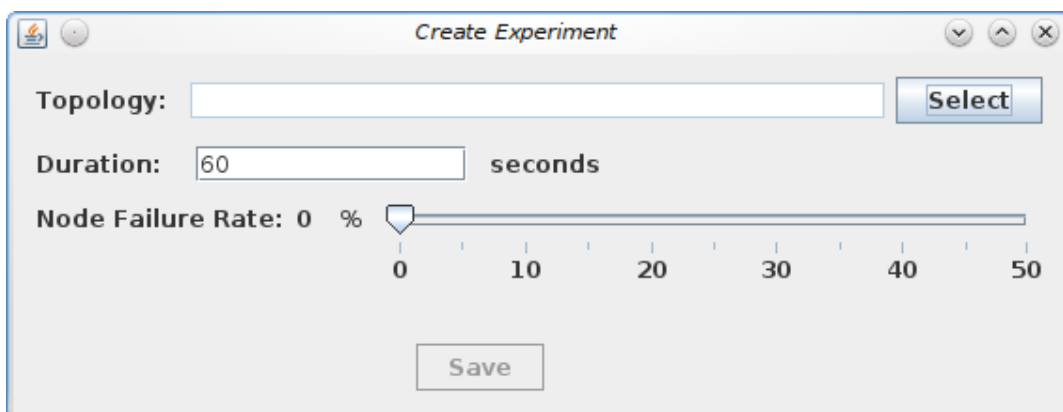 Create Experiment
Topology: Select
Duration: 60 seconds
Node Failure Rate: 0 %
0 10 20 30 40 50
Save